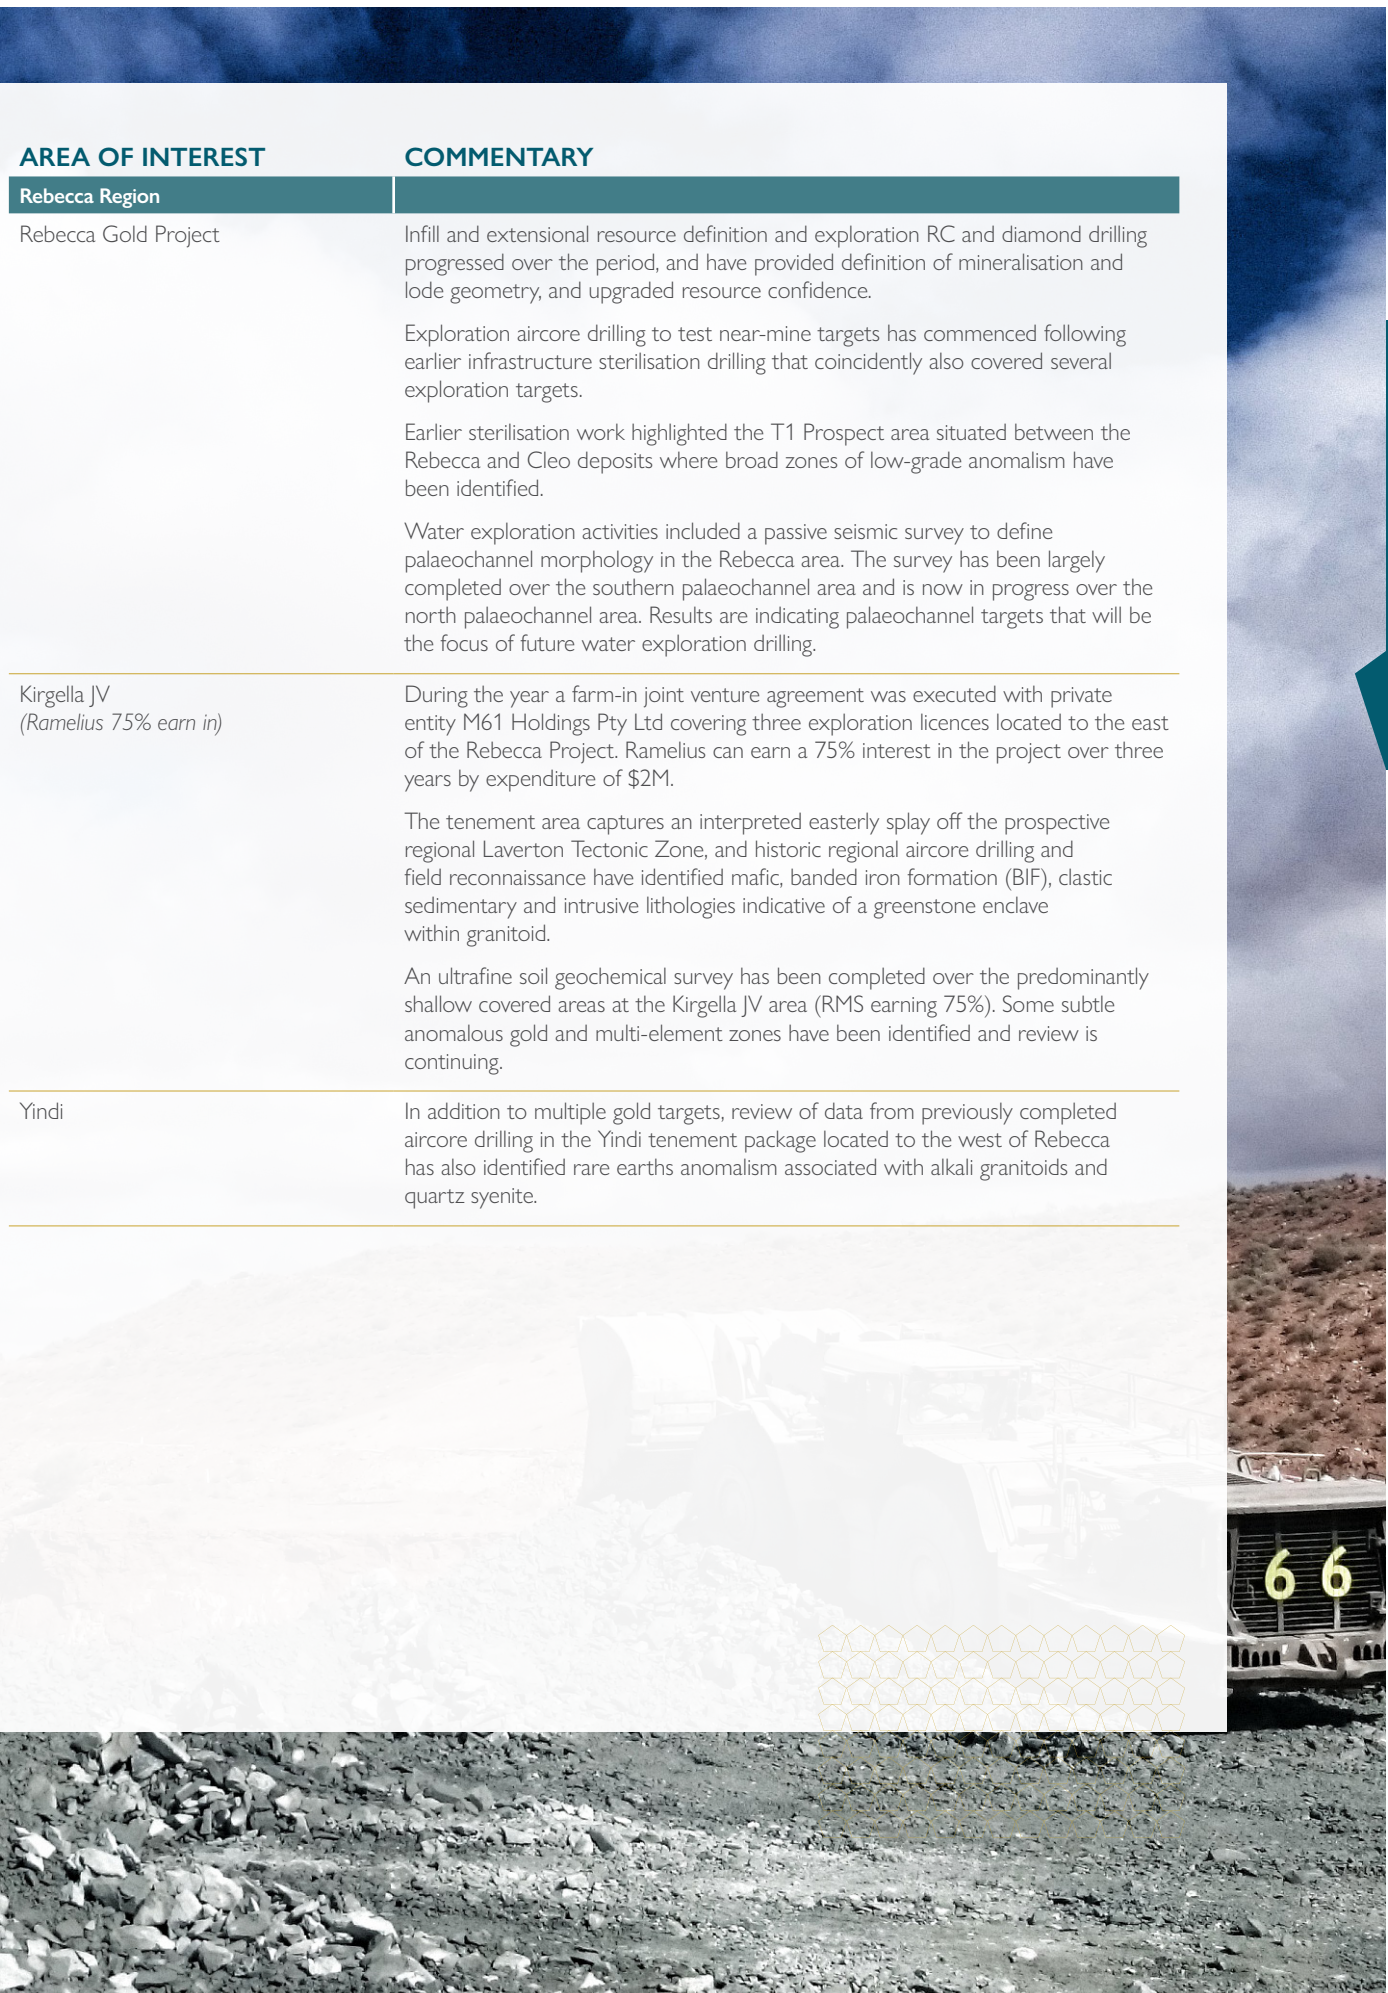 AREA OF INTEREST
COMMENTARY
Rebecca Region
Rebecca Gold Project
Infill and extensional resource definition and exploration RC and diamond drilling
progressed over the period, and have provided definition of mineralisation and
lode geometry, and upgraded resource confidence.
Exploration aircore drilling to test near-mine targets has commenced following
earlier infrastructure sterilisation drilling that coincidently also covered several
exploration targets.
Earlier sterilisation work highlighted the T1 Prospect area situated between the
Rebecca and Cleo deposits where broad zones of low-grade anomalism have
been identified.
Water exploration activities included a passive seismic survey to define
palaeochannel morphology in the Rebecca area. The survey has been largely
completed over the southern palaeochannel area and is now in progress over the
north palaeochannel area. Results are indicating palaeochannel targets that will be
the focus of future water exploration drilling.
Kirgella JV
(Ramelius 75% earn in)
During the year a farm-in joint venture agreement was executed with private
entity M61 Holdings Pty Ltd covering three exploration licences located to the east
of the Rebecca Project. Ramelius can earn a 75% interest in the project over three
years by expenditure of $2M.
The tenement area captures an interpreted easterly splay off the prospective
regional Laverton Tectonic Zone, and historic regional aircore drilling and
field reconnaissance have identified mafic, banded iron formation (BIF), clastic
sedimentary and intrusive lithologies indicative of a greenstone enclave
within granitoid.
An ultrafine soil geochemical survey has been completed over the predominantly
shallow covered areas at the Kirgella JV area (RMS earning 75%). Some subtle
anomalous gold and multi-element zones have been identified and review is
continuing.
Yindi
In addition to multiple gold targets, review of data from previously completed
aircore drilling in the Yindi tenement package located to the west of Rebecca
has also identified rare earths anomalism associated with alkali granitoids and
quartz syenite.
66